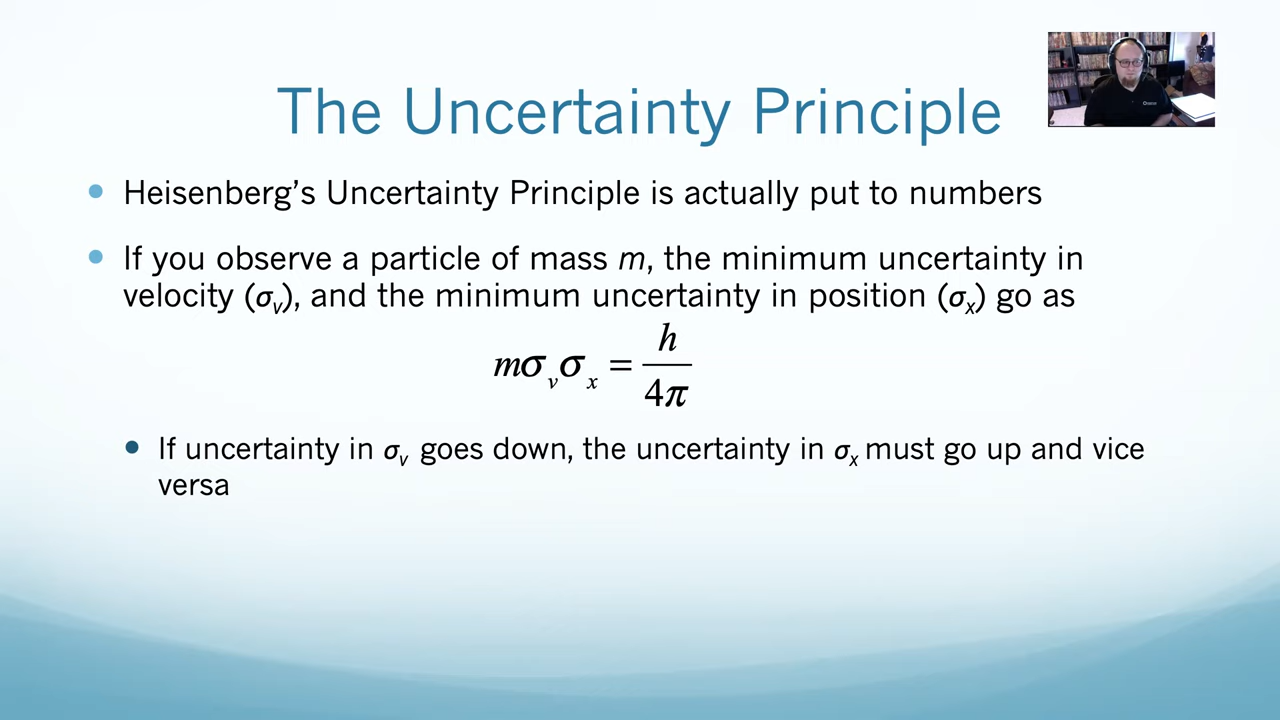 The Uncertainty Principle
Heisenberg’s Uncertainty Principle is actually put to numbers
If you observe a particle of mass m, the minimum uncertainty in
velocity (σᵥ), and the minimum uncertainty in position (σₓ) go as
mσᵥσₓ = h/4π
If uncertainty in σᵥ goes down, the uncertainty in σₓ must go up and vice
versa